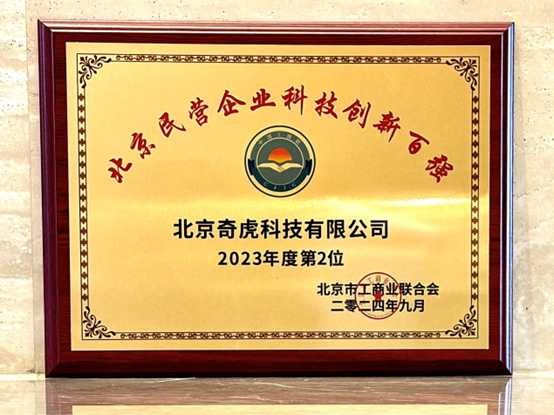 北京民营企业科技创新百强
北京奇虎科技有限公司
2023年度第2位
北京市工商业联合会
二零二四年九月